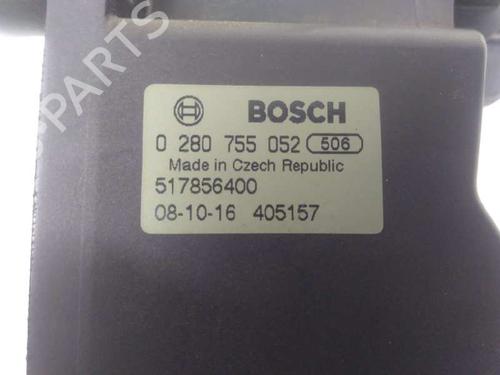 BOSCH
0 280 755 052 506
Made in Czech Republic
517856400
08-10-16 405157
B-Parts